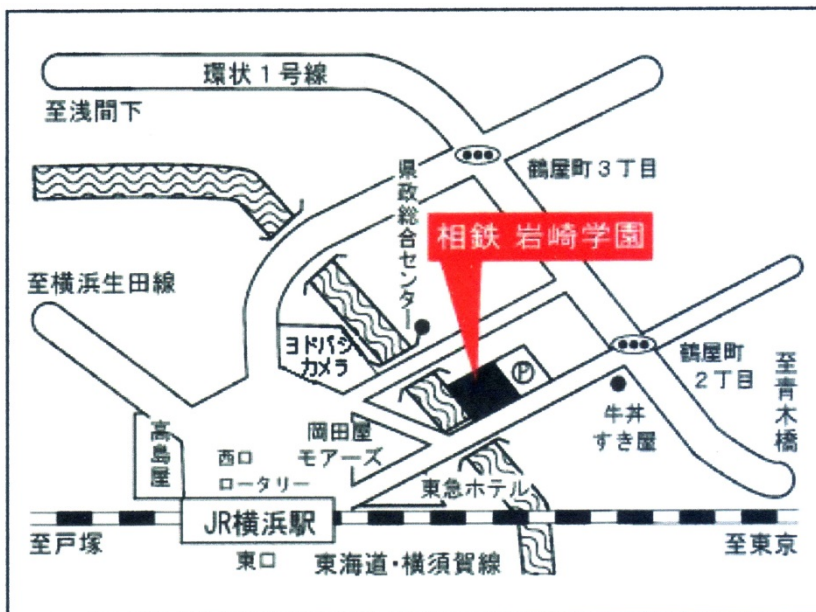 環状1号線
至浅間下
鶴屋町3丁目
県政総合センター
相鉄 岩崎学園
至横浜生田線
ヨドバシ
カメラ
P
鶴屋町
2丁目
至青木橋
牛丼
すき屋
高島屋
岡田屋
モアーズ
西口
ロータリー
東急ホテル
JR横浜駅
至戸塚
東口
東海道・横須賀線
至東京